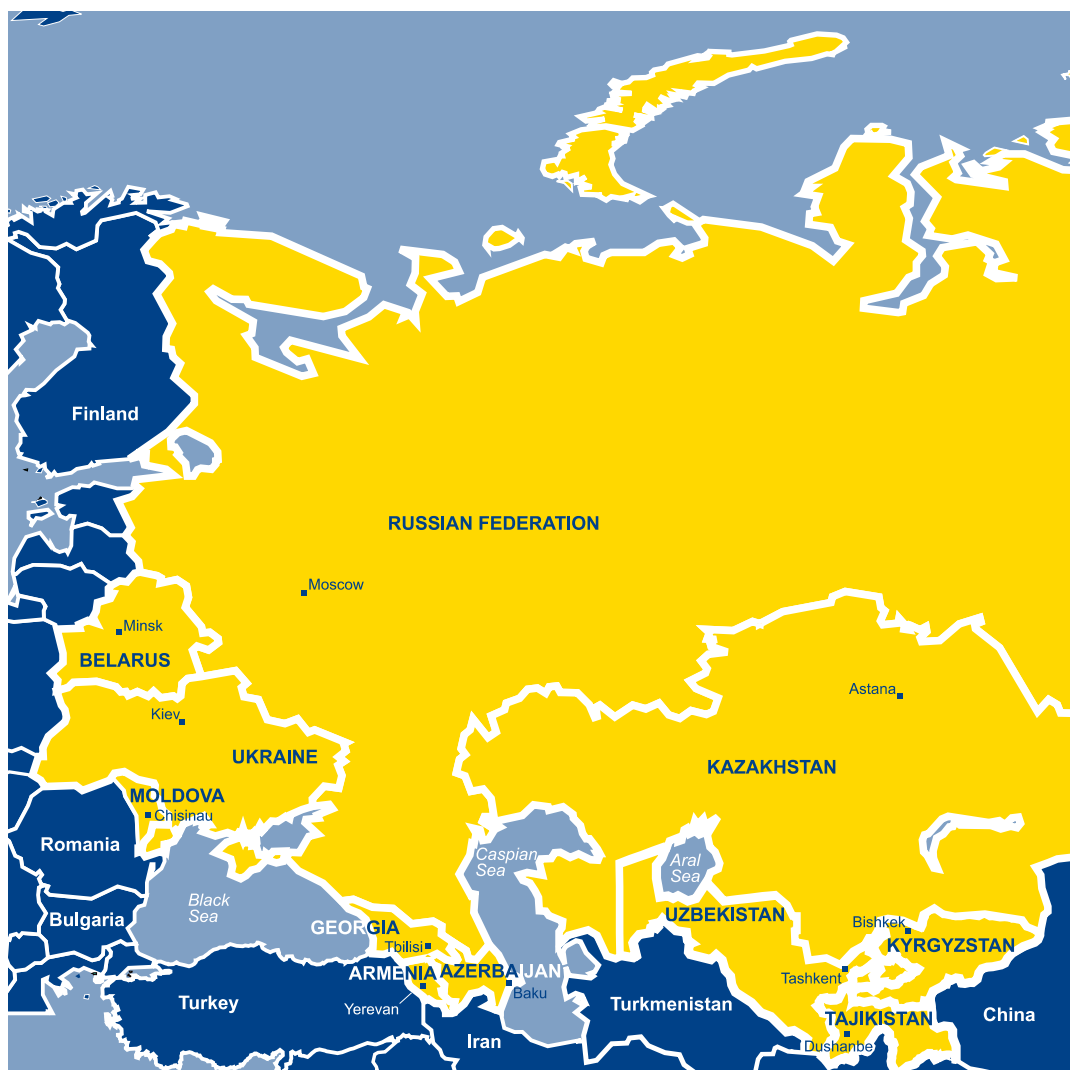 Finland
RUSSIAN FEDERATION
Moscow
Minsk
BELARUS
Astana
Kiev
UKRAINE
KAZAKHSTAN
MOLDOVA
Chisinau
Romania
Caspian
Sea
Aral
Sea
Black
Sea
Bulgaria
GEORGIA
UZBEKISTAN
Bishkek
KYRGYZSTAN
Tbilisi
ARMENIA
AZERBAIJAN
Tashkent
Baku
Turkey
Yerevan
Turkmenistan
China
TAJIKISTAN
Iran
Dushanbe